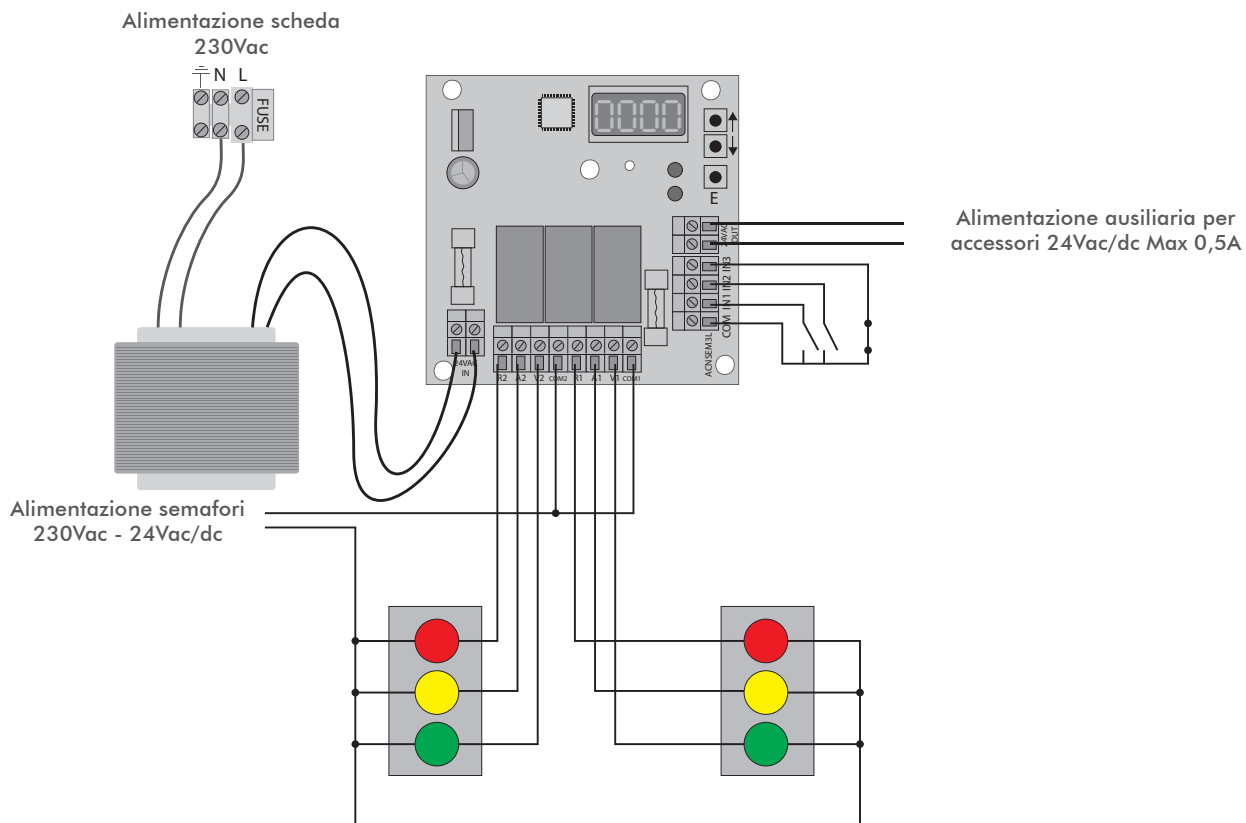 Alimentazione scheda
230Vac
N L
FUSE
0000
E
24VAC
OUT
Alimentazione ausiliaria per
accessori 24Vac/dc Max 0,5A
COM IN1 IN2 IN3
ACNSEM3L
24VAC
IN
R2 A2 V2 COM2 R1 A1 V1 COM1
Alimentazione semafori
230Vac - 24Vac/dc